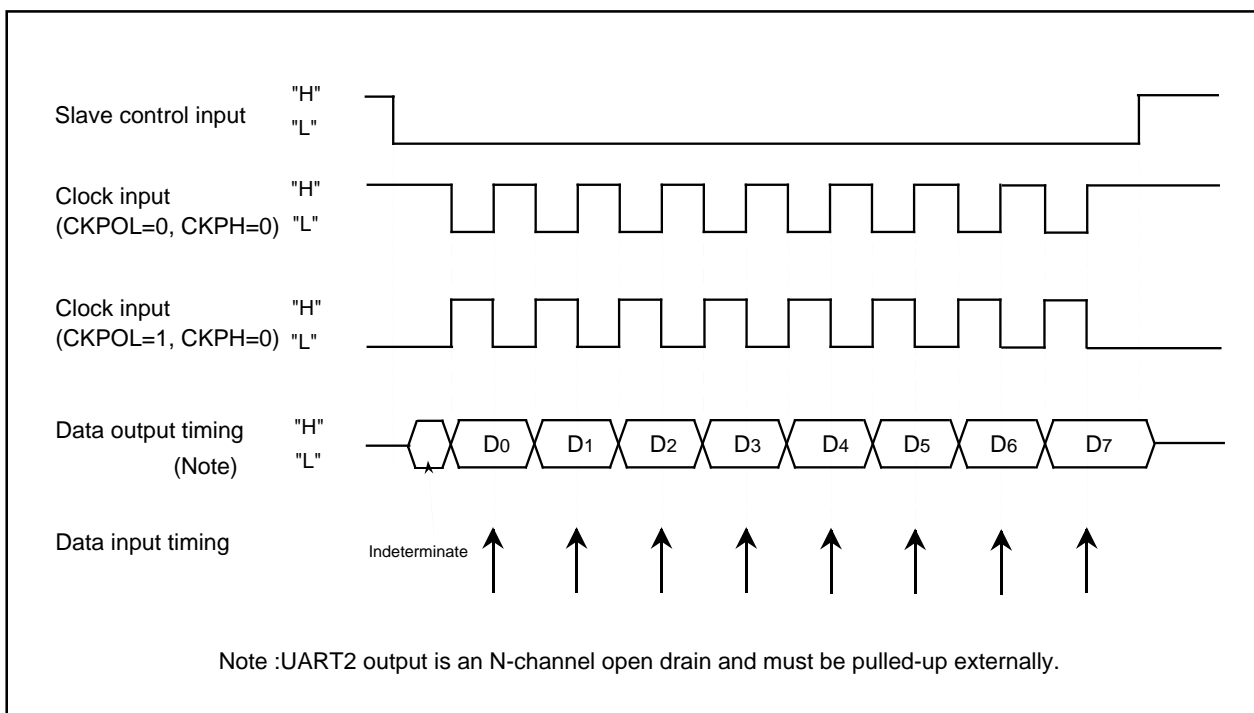 Slave control input "H"
"L"
Clock input "H"
(CKPOL=0, CKPH=0) "L"
Clock input "H"
(CKPOL=1, CKPH=0) "L"
Data output timing "H"
(Note) "L"
D0 D1 D2 D3 D4 D5 D6 D7
Data input timing
Indeterminate
Note :UART2 output is an N-channel open drain and must be pulled-up externally.